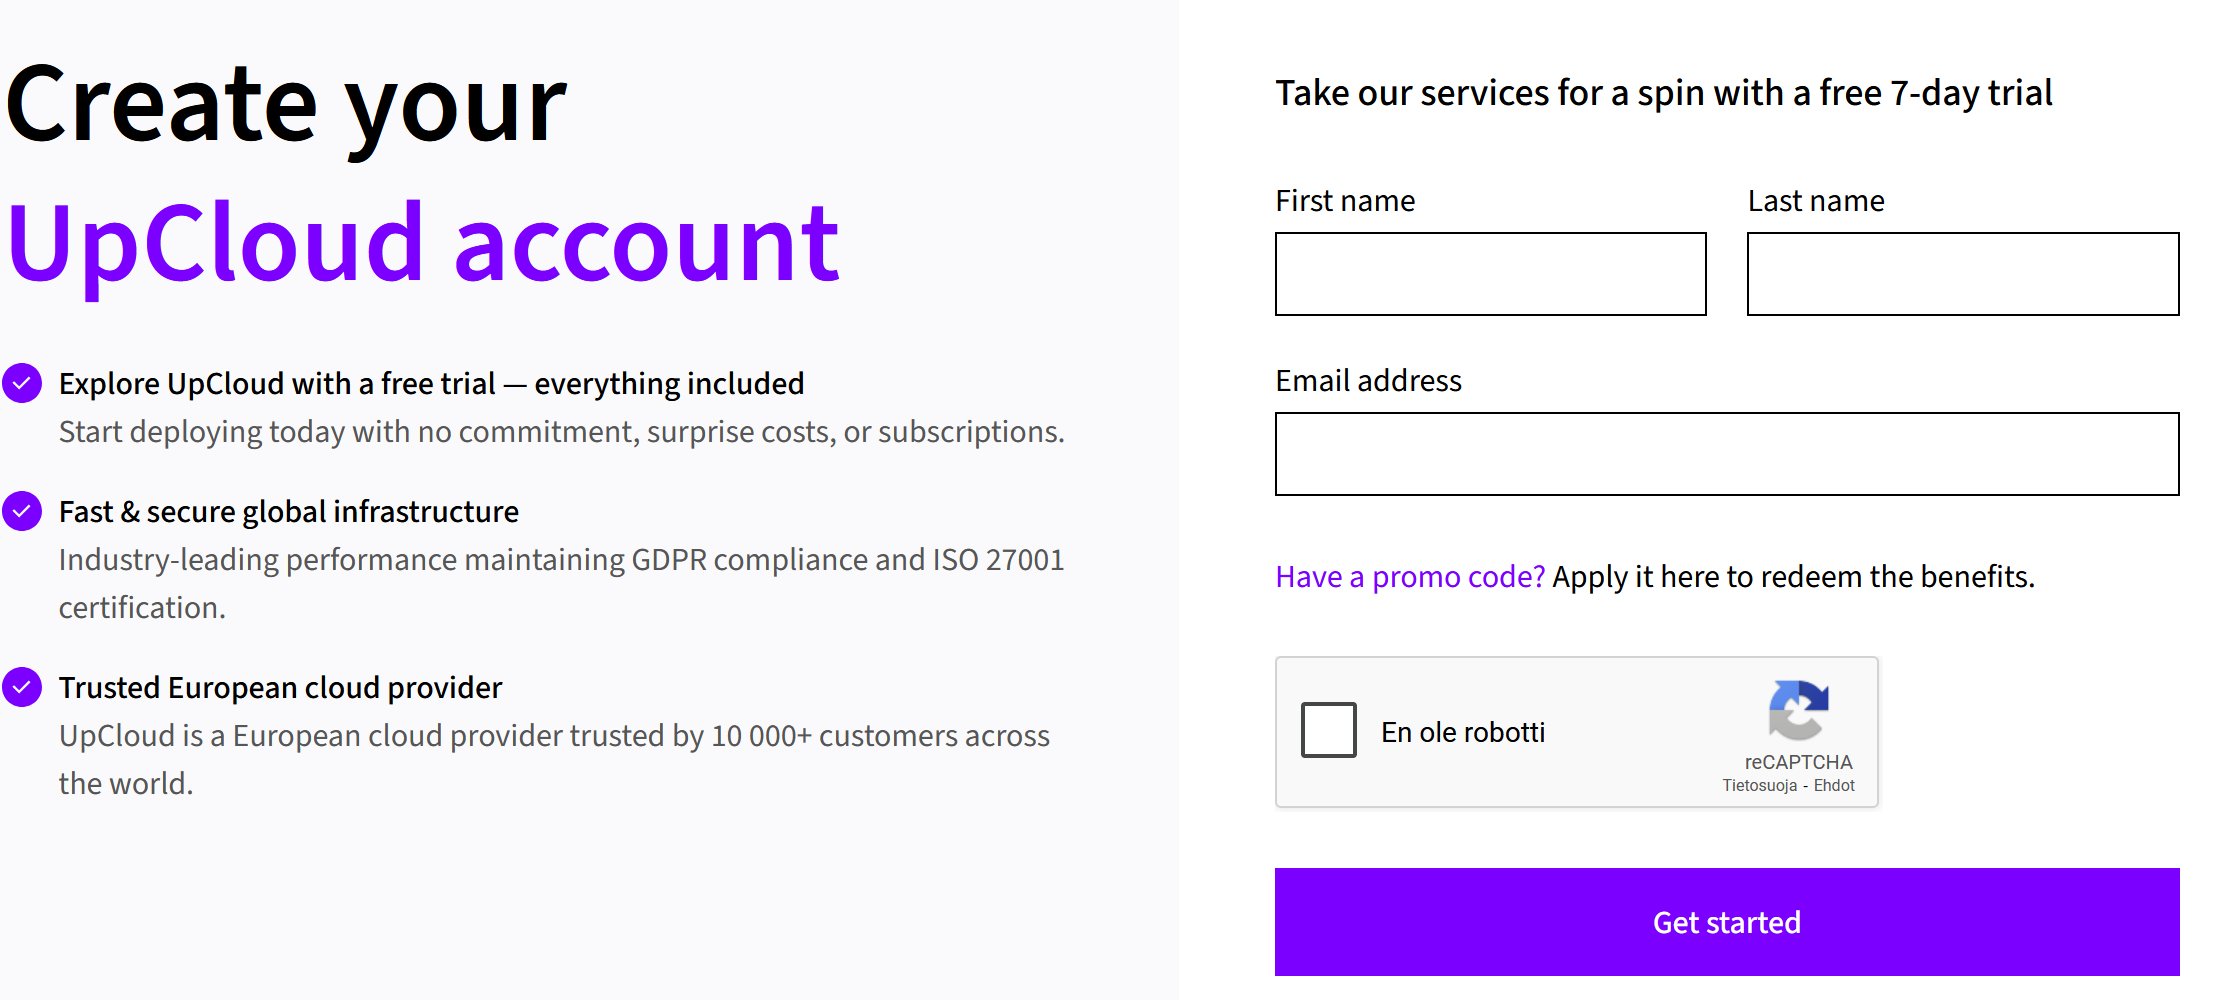 Create your
UpCloud account
Explore UpCloud with a free trial — everything included
Start deploying today with no commitment, surprise costs, or subscriptions.
Fast & secure global infrastructure
Industry-leading performance maintaining GDPR compliance and ISO 27001
certification.
Trusted European cloud provider
UpCloud is a European cloud provider trusted by 10 000+ customers across
the world.
Take our services for a spin with a free 7-day trial
First name
Last name
Email address
Have a promo code? Apply it here to redeem the benefits.
En ole robotti
reCAPTCHA
Tietosuoja - Ehdot
Get started